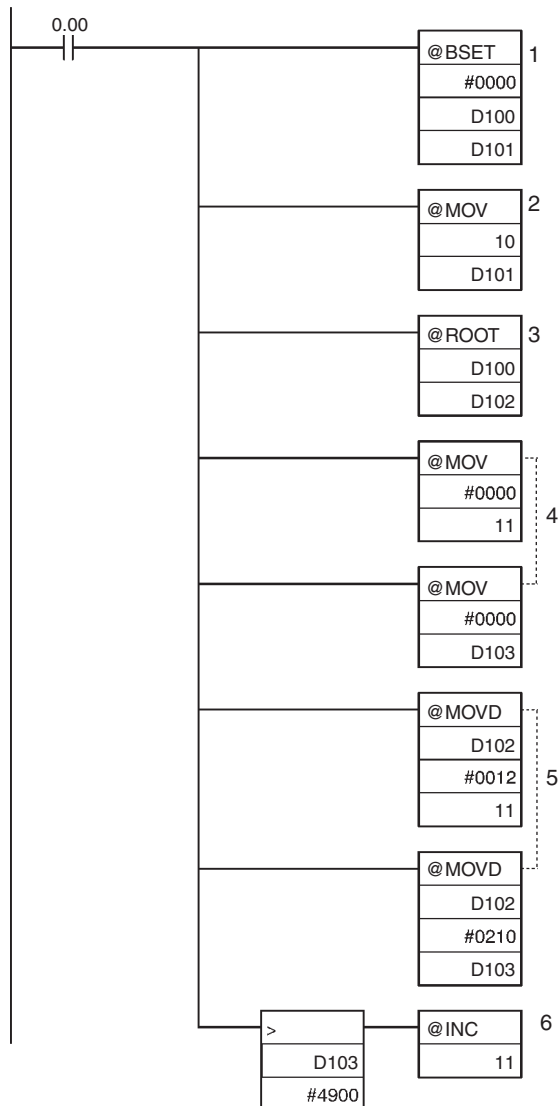 0.00
@BSET 1
#0000
D100
D101
@MOV 2
10
D101
@ROOT 3
D100
D102
@MOV
#0000
11
4
@MOV
#0000
D103
@MOVD
D102
#0012
11
5
@MOVD
D102
#0210
D103
> @INC 6
D103 11
#4900